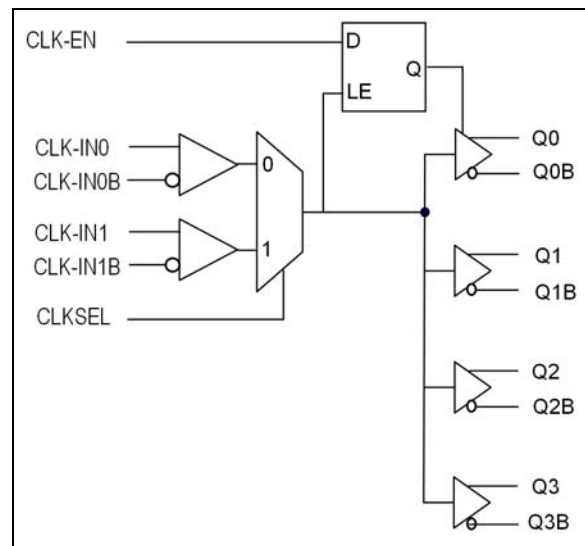 CLK-EN
D
Q
LE
CLK-IN0
CLK-IN0B
0
CLK-IN1
CLK-IN1B
1
CLKSEL
Q0
Q0B
Q1
Q1B
Q2
Q2B
Q3
Q3B